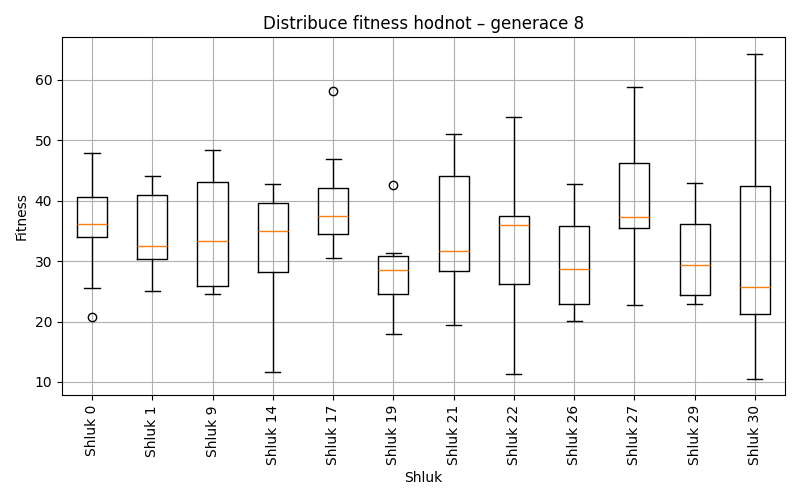 Distribuce fitness hodnot – generace 8
Fitness
60
50
40
30
20
10
Shluk 0
Shluk 1
Shluk 9
Shluk 14
Shluk 17
Shluk 19
Shluk 21
Shluk 22
Shluk 26
Shluk 27
Shluk 29
Shluk 30
Shluk